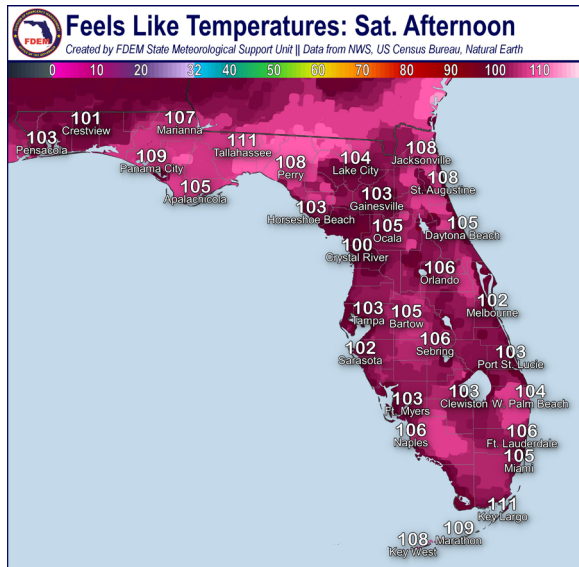 FDEM
Feels Like Temperatures: Sat. Afternoon
Created by FDEM State Meteorological Support Unit || Data from NWS, US Census Bureau, Natural Earth
0 10 20 32 40 50 60 70 80 90 100 110
101
Crestview
107
Marianna
103
Pensacola
111
Tallahassee
109
Panama City
108
Perry
104
Lake City
108
Jacksonville
105
Apalachicola
108
St. Augustine
103
Gainesville
103
Horseshoe Beach
105
Ocala
105
Daytona Beach
100
Crystal River
106
Orlando
102
Melbourne
103
Tampa
105
Bartow
106
Sebring
102
Sarasota
103
Port St. Lucie
103
Ft. Myers
103
Clewiston W
104
Palm Beach
106
Naples
106
Ft. Lauderdale
105
Miami
111
Key Largo
109
Marathon
108
Key West